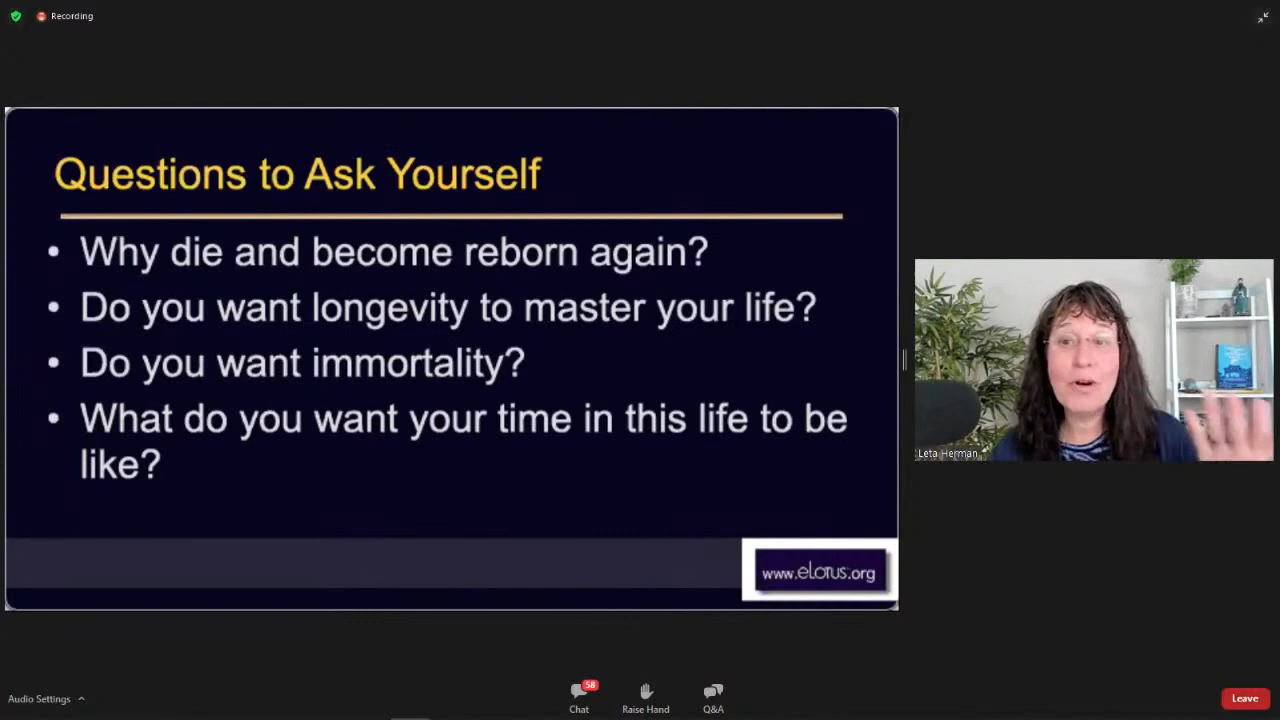 Recording
Questions to Ask Yourself
• Why die and become reborn again?
• Do you want longevity to master your life?
• Do you want immortality?
• What do you want your time in this life to be
like?
www.eLotus.org
Leta Herman
Audio Settings
58
Chat
Raise Hand
Q&A
Leave